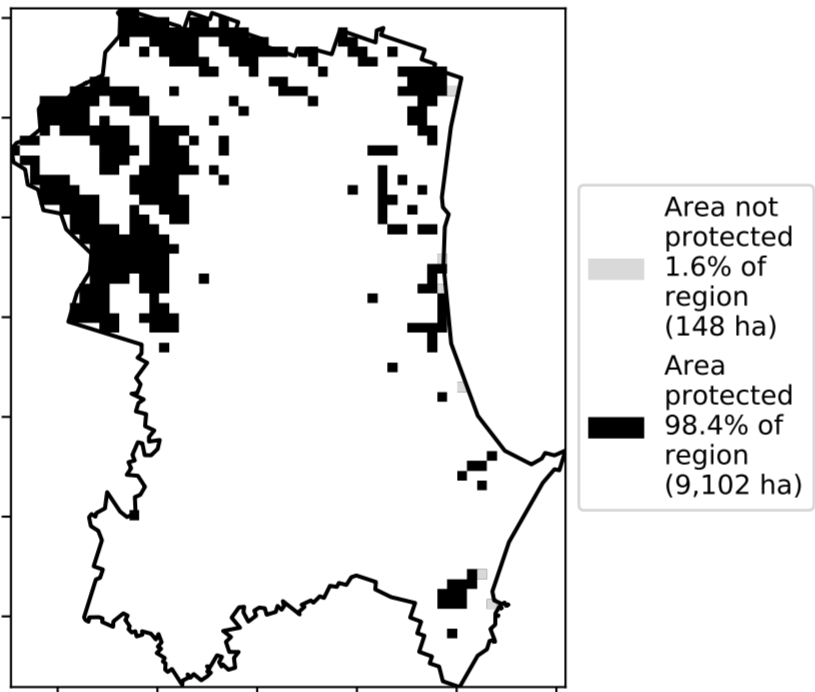 Area not
protected
1.6% of
region
(148 ha)
Area
protected
98.4% of
region
(9,102 ha)